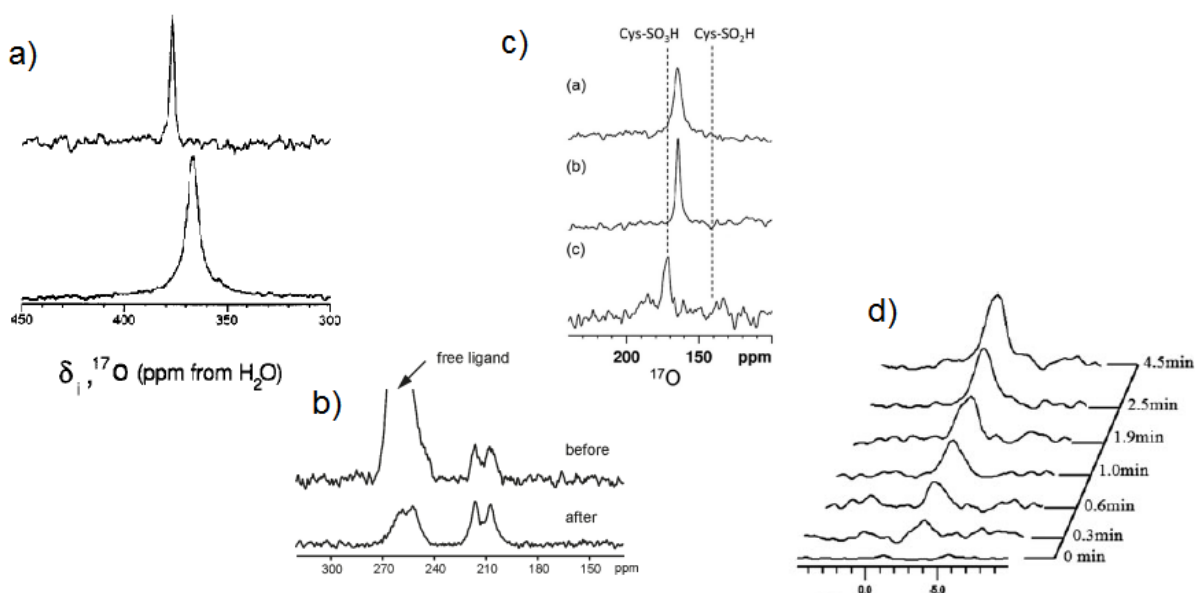 a)
450
400
350
300
δi, 17O (ppm from H2O)
b)
free ligand
before
after
300
270
240
210
180
150
ppm
c)
Cys-SO3H Cys-SO2H
(a)
(b)
(c)
200
150
ppm
17O
d)
4.5min
2.5min
1.9min
1.0min
0.6min
0.3min
0 min
0.0
-5.0